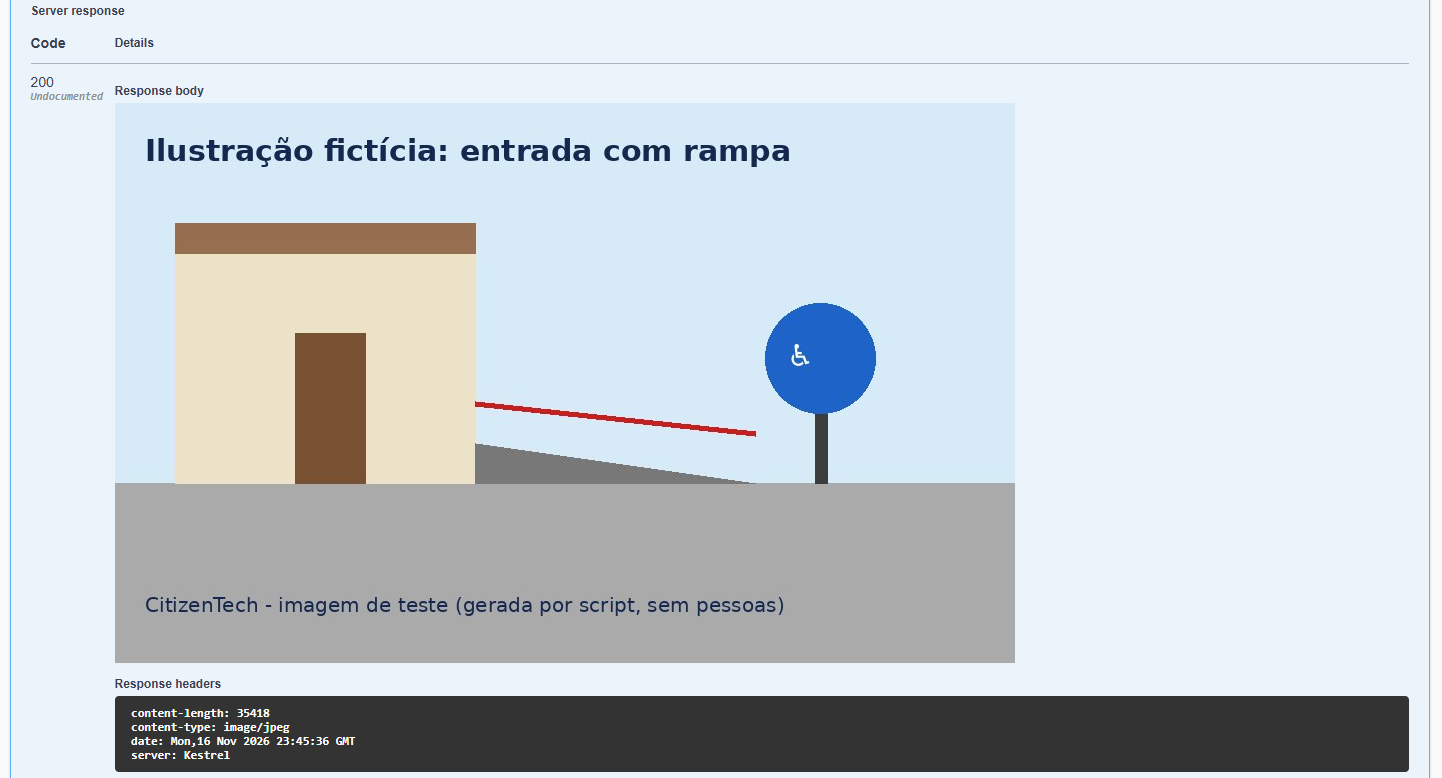 Server response
Code Details
200
Undocumented
Response body
Ilustração fictícia: entrada com rampa
♿
CitizenTech - imagem de teste (gerada por script, sem pessoas)
Response headers
content-length: 35418
content-type: image/jpeg
date: Mon,16 Nov 2026 23:45:36 GMT
server: Kestrel